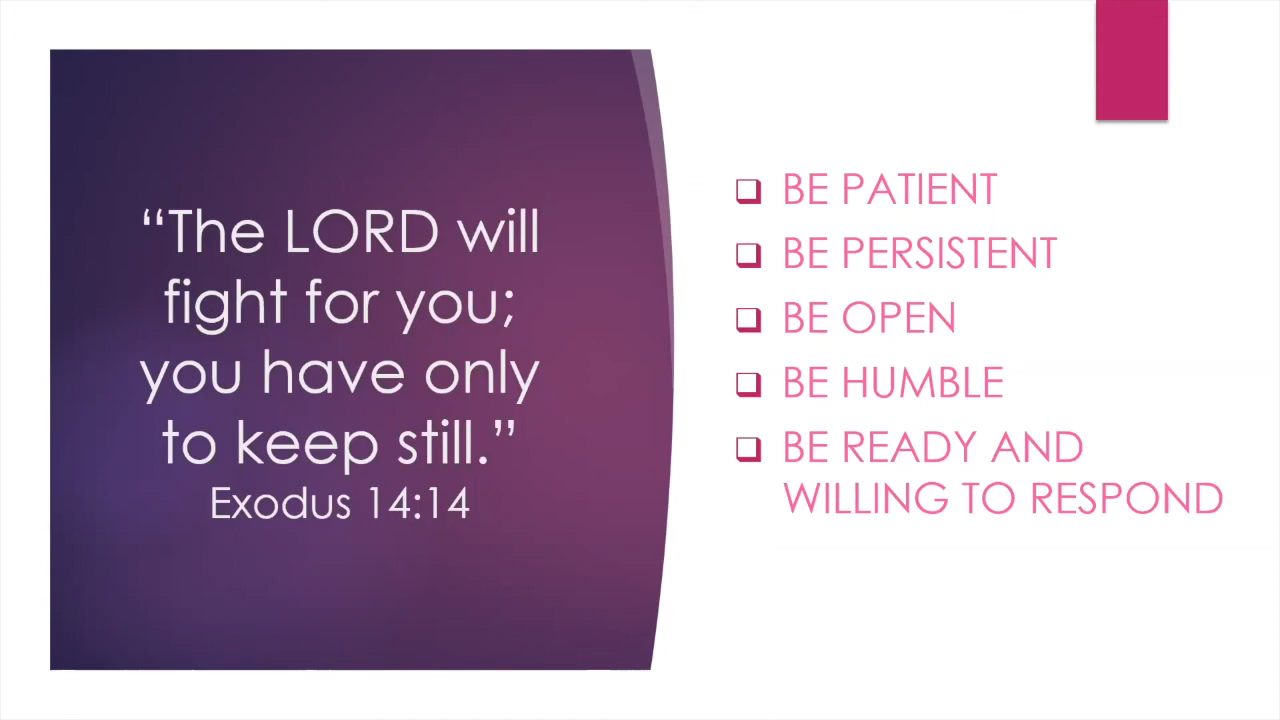 “The LORD will
fight for you;
you have only
to keep still.”
Exodus 14:14
BE PATIENT
BE PERSISTENT
BE OPEN
BE HUMBLE
BE READY AND
WILLING TO RESPOND